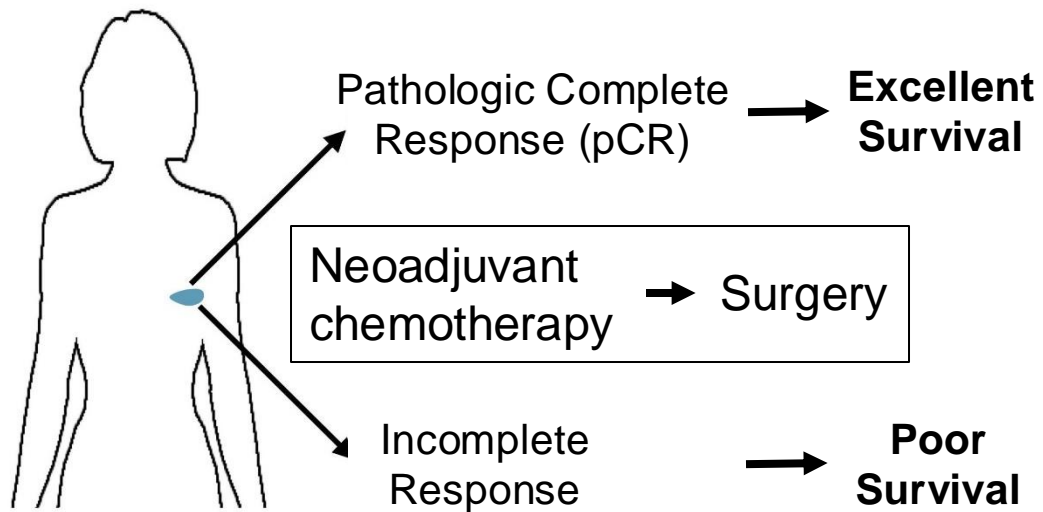 Pathologic Complete
Response (pCR)
Excellent
Survival
Neoadjuvant
chemotherapy
Surgery
Incomplete
Response
Poor
Survival